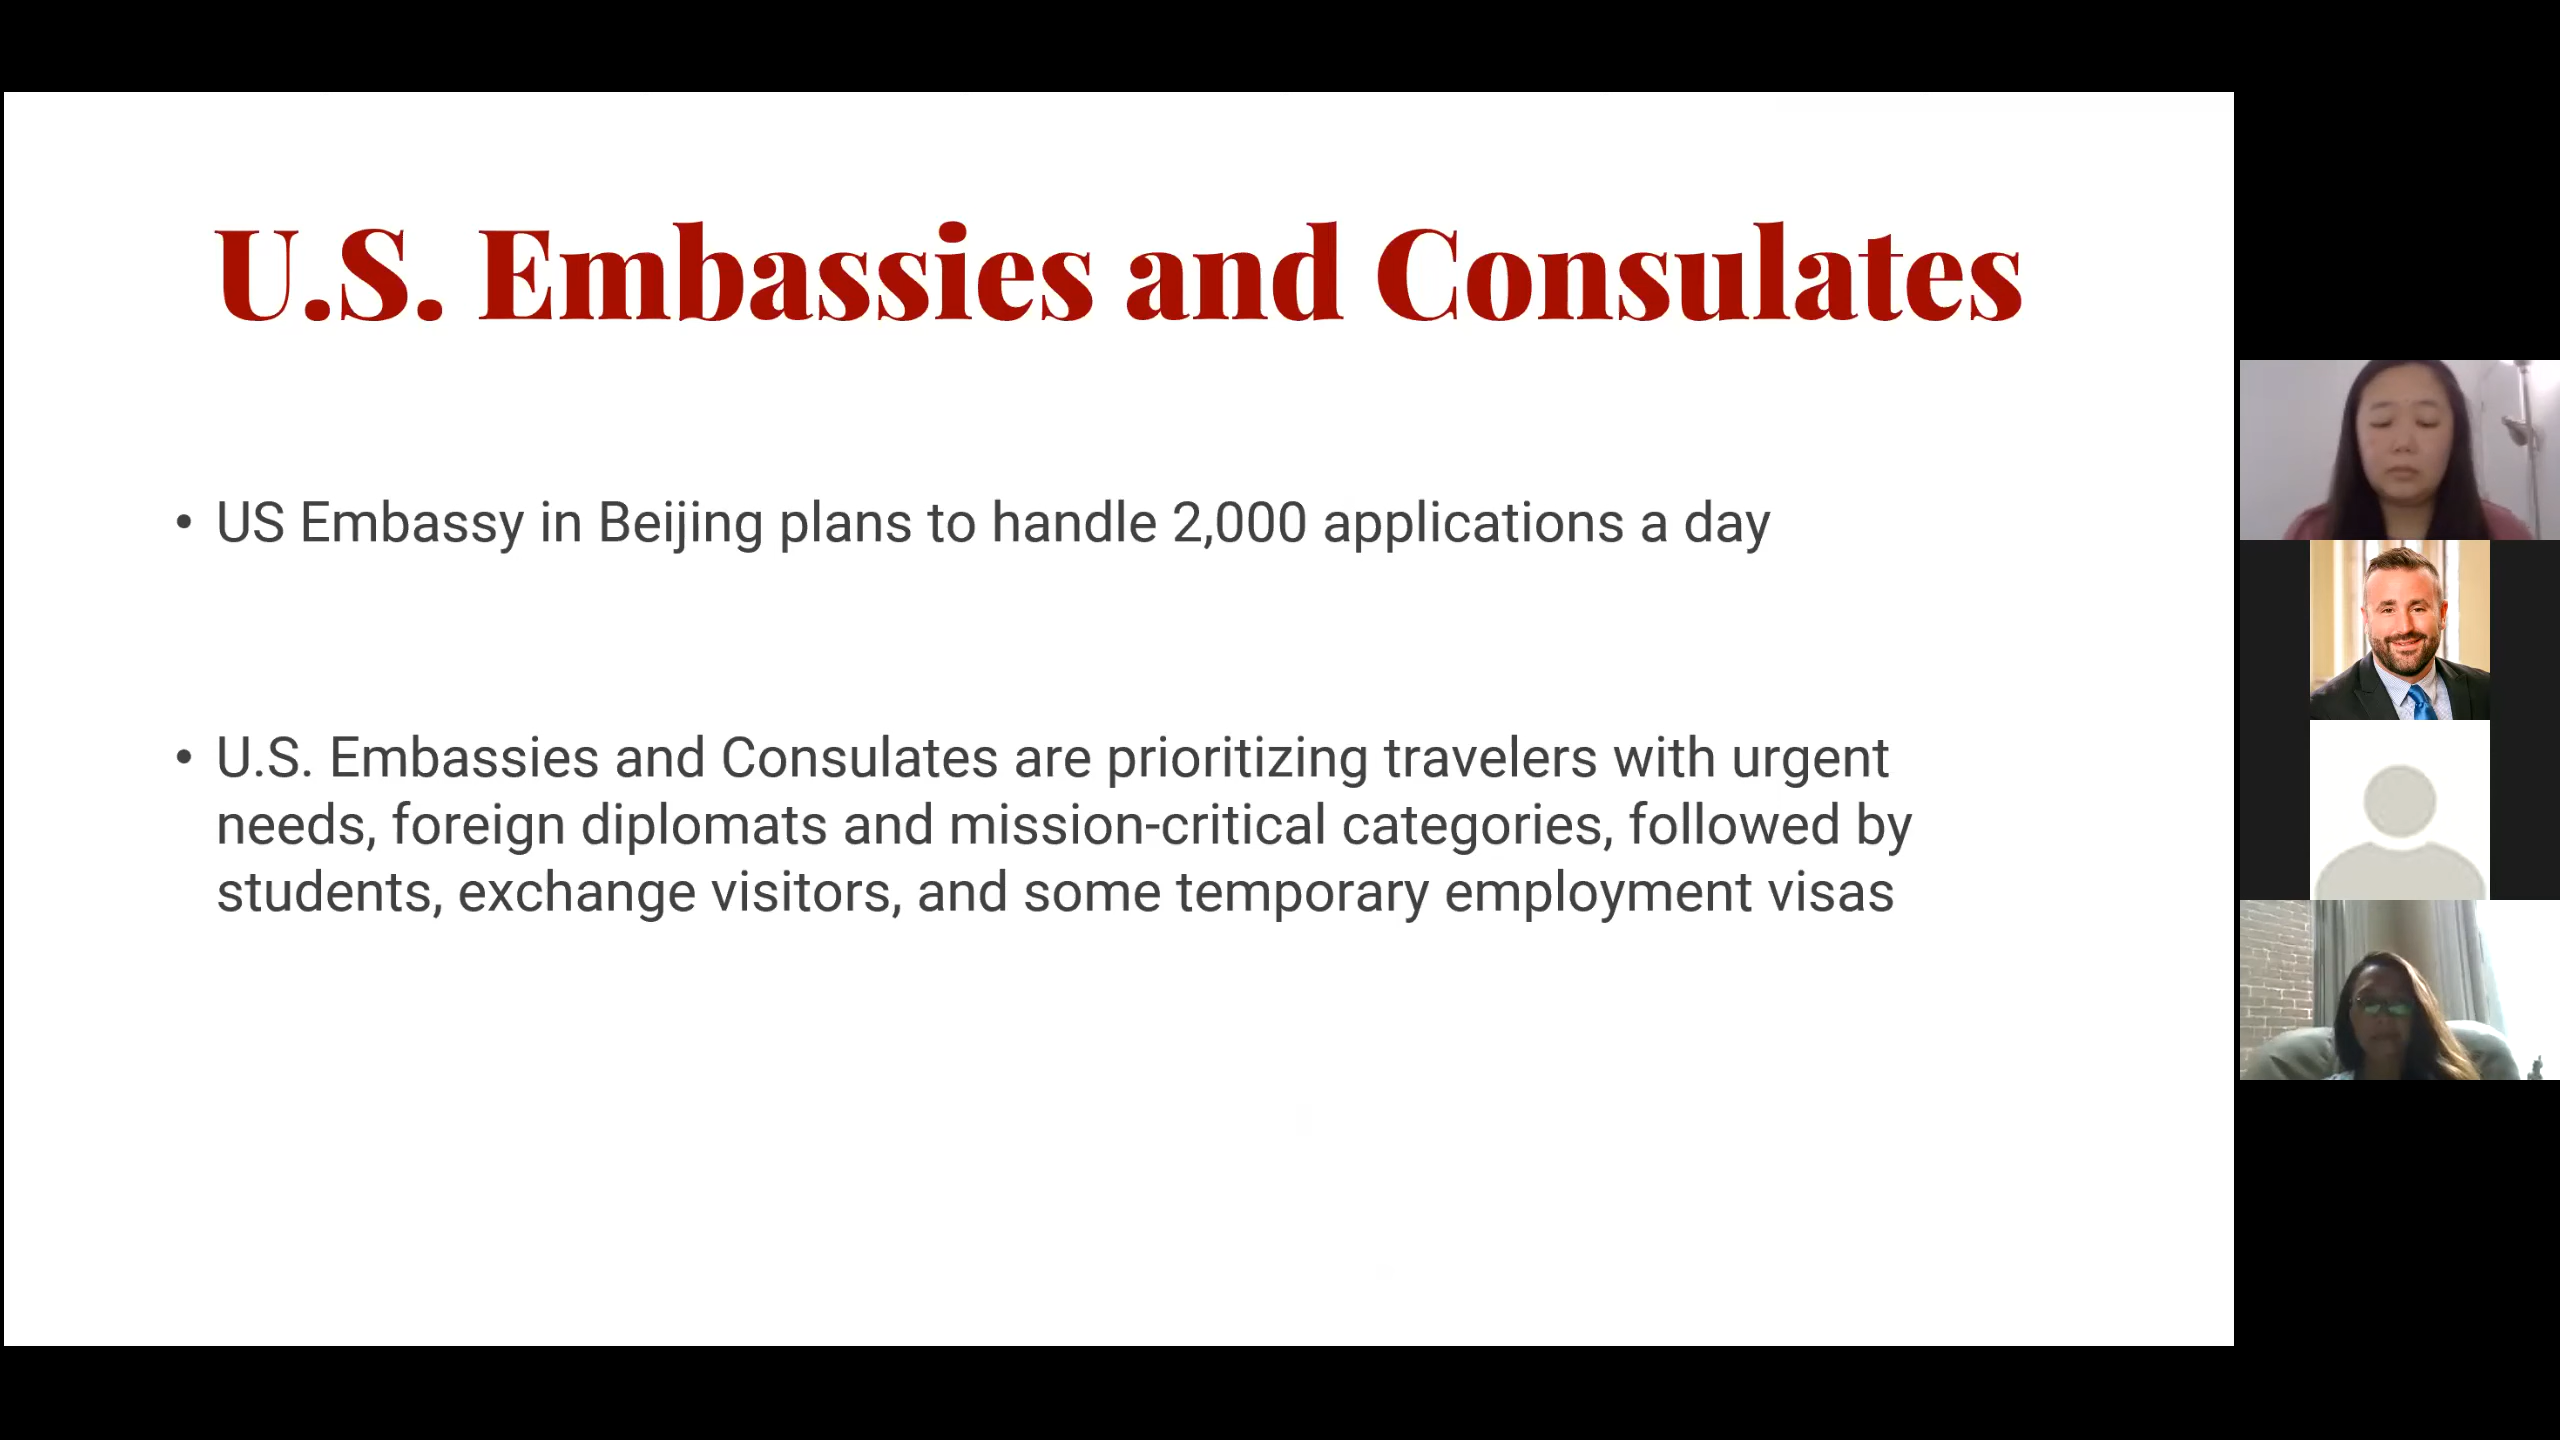 U.S. Embassies and Consulates
• US Embassy in Beijing plans to handle 2,000 applications a day
• U.S. Embassies and Consulates are prioritizing travelers with urgent
needs, foreign diplomats and mission-critical categories, followed by
students, exchange visitors, and some temporary employment visas